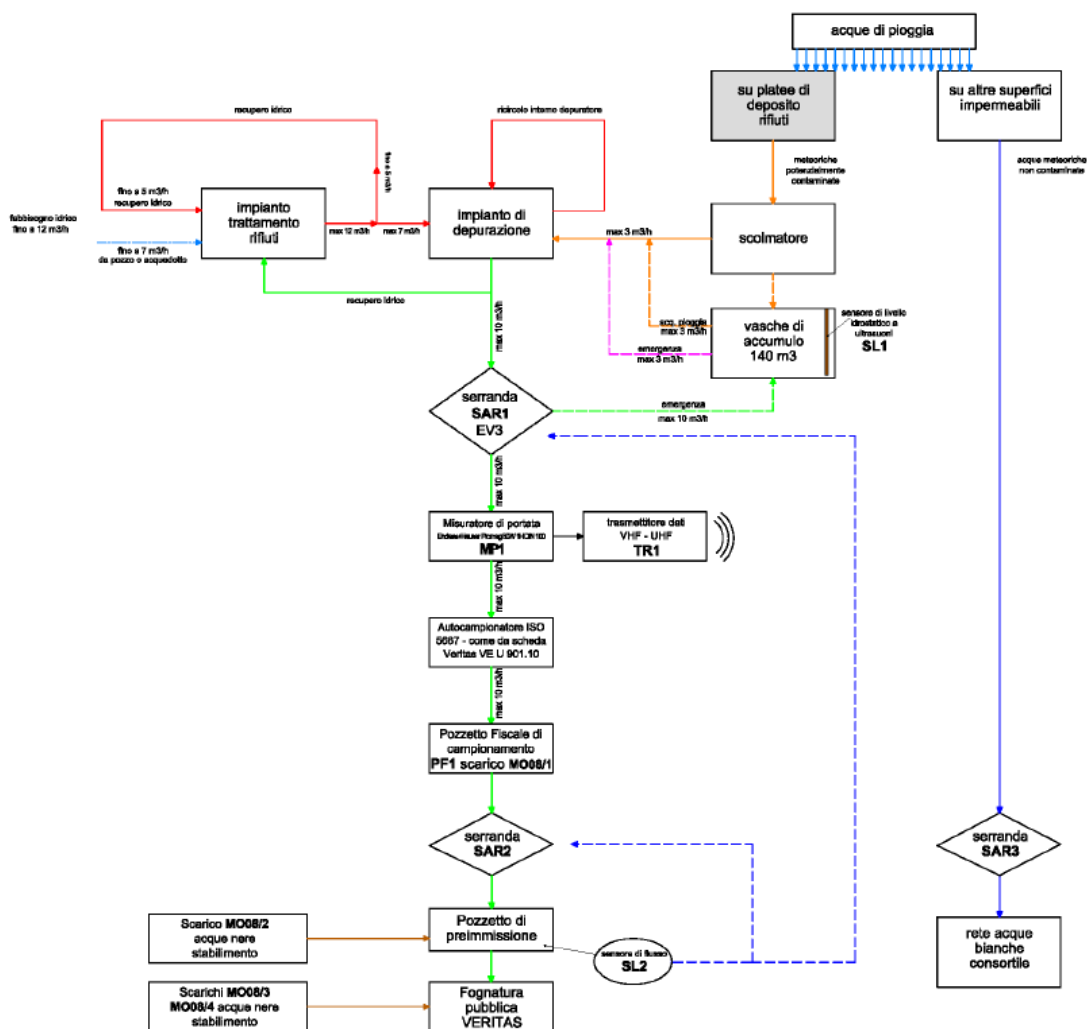 acque di pioggia
su platee di
deposito
rifiuti
su altre superfici
impermeabili
recupero idrico
ricircolo interno depuratore
fino a 5 m3/h
meteoriche
potenzialmente
contaminate
acque meteoriche
non contaminate
fino a 5 m3/h
recupero idrico
fabbisogno idrico
fino a 12 m3/h
fino a 7 m3/h
da pozzo o acquedotto
impianto
trattamento
rifiuti
max 12 m3/h
max 7 m3/h
impianto di
depurazione
max 3 m3/h
scolmatore
recupero idrico
max 10 m3/h
acq. pioggia
max 3 m3/h
emergenza
max 3 m3/h
vasche di
accumulo
140 m3
sensore di livello
idrostatico a
ultrasuoni
SL1
serranda
SAR1
EV3
emergenza
max 10 m3/h
max 10 m3/h
Misuratore di portata
MP1
trasmettitore dati
VHF - UHF
TR1
max 10 m3/h
Autocampionatore ISO
5667 - come da scheda
Veritas VE U 901.10
max 10 m3/h
Pozzetto Fiscale di
campionamento
PF1 scarico MO08/1
serranda
SAR2
serranda
SAR3
Scarico MO08/2
acque nere
stabilimento
Pozzetto di
preimmissione
sensore di flusso
SL2
rete acque
bianche
consortile
Scarichi MO08/3
MO08/4 acque nere
stabilimento
Fognatura
pubblica
VERITAS